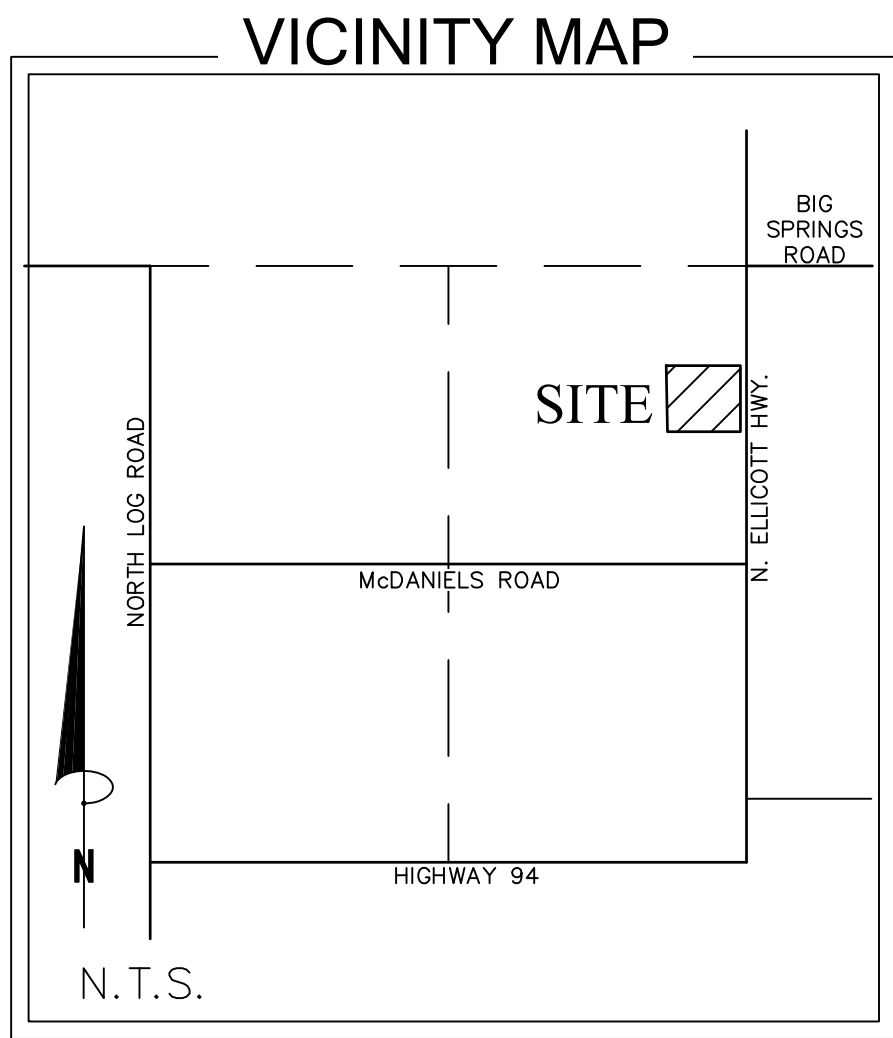 VICINITY MAP
BIG
SPRINGS
ROAD
SITE
N. ELLICOTT HWY.
NORTH LOG ROAD
McDANIELS ROAD
HIGHWAY 94
N
N.T.S.